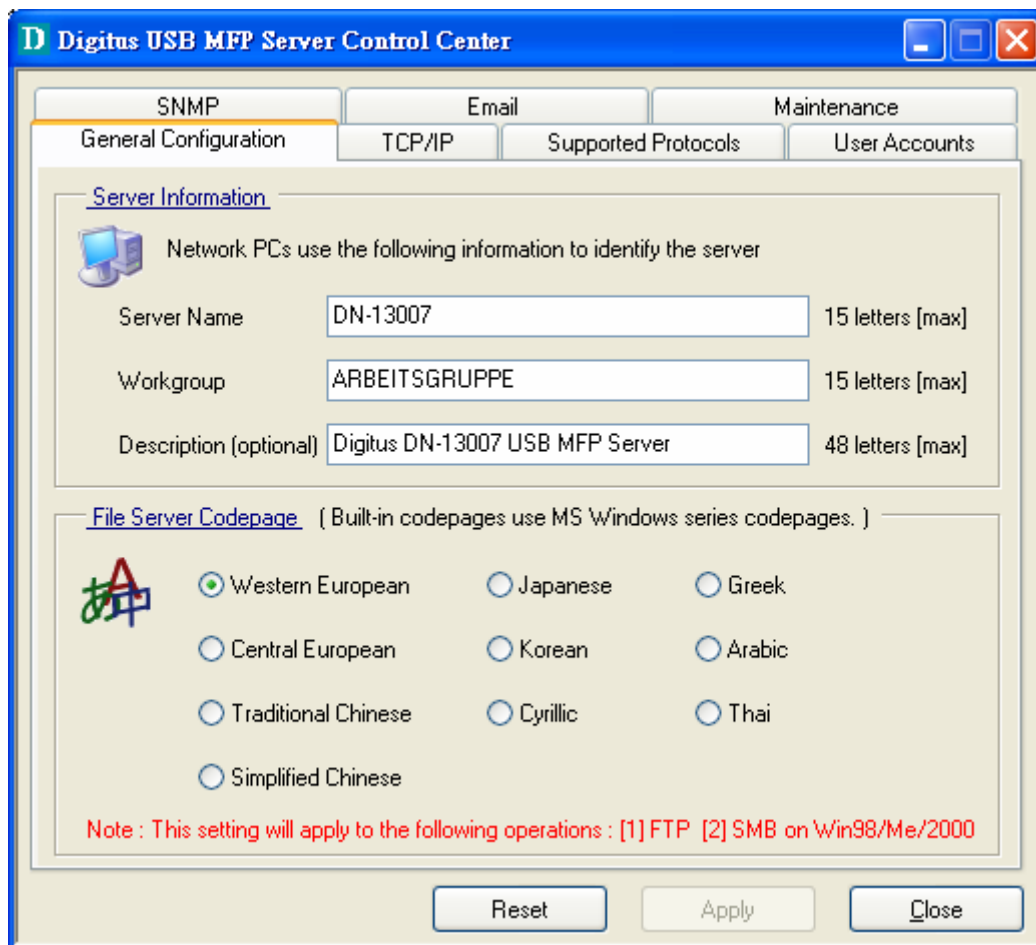 D Digitus USB MFP Server Control Center
SNMP Email Maintenance
General Configuration TCP/IP Supported Protocols User Accounts
Server Information
Network PCs use the following information to identify the server
Server Name DN-13007 15 letters [max]
Workgroup ARBEITSGRUPPE 15 letters [max]
Description (optional) Digitus DN-13007 USB MFP Server 48 letters [max]
File Server Codepage ( Built-in codepages use MS Windows series codepages. )
あA中
Western European Japanese Greek
Central European Korean Arabic
Traditional Chinese Cyrillic Thai
Simplified Chinese
Note : This setting will apply to the following operations : [1] FTP [2] SMB on Win98/Me/2000
Reset Apply Close